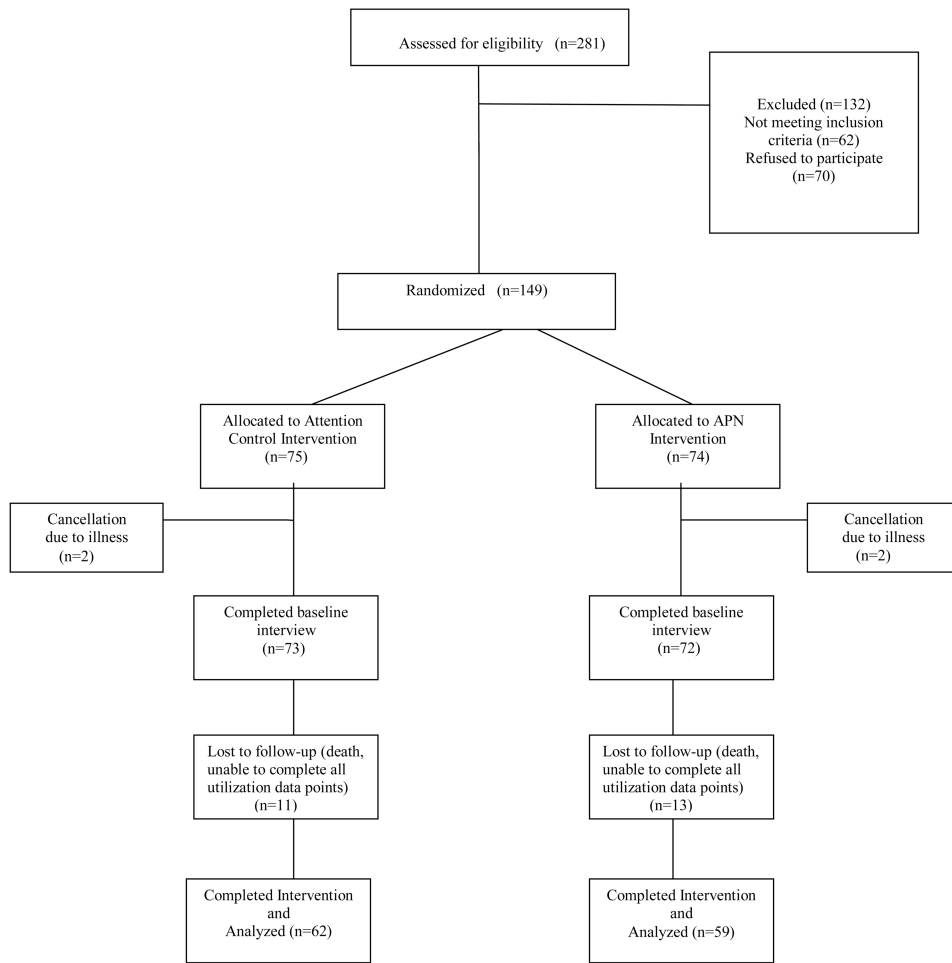 Assessed for eligibility (n=281)
Excluded (n=132)
Not meeting inclusion
criteria (n=62)
Refused to participate
(n=70)
Randomized (n=149)
Allocated to Attention
Control Intervention
(n=75)
Allocated to APN
Intervention
(n=74)
Cancellation
due to illness
(n=2)
Cancellation
due to illness
(n=2)
Completed baseline
interview
(n=73)
Completed baseline
interview
(n=72)
Lost to follow-up (death,
unable to complete all
utilization data points)
(n=11)
Lost to follow-up (death,
unable to complete all
utilization data points)
(n=13)
Completed Intervention
and
Analyzed (n=62)
Completed Intervention
and
Analyzed (n=59)